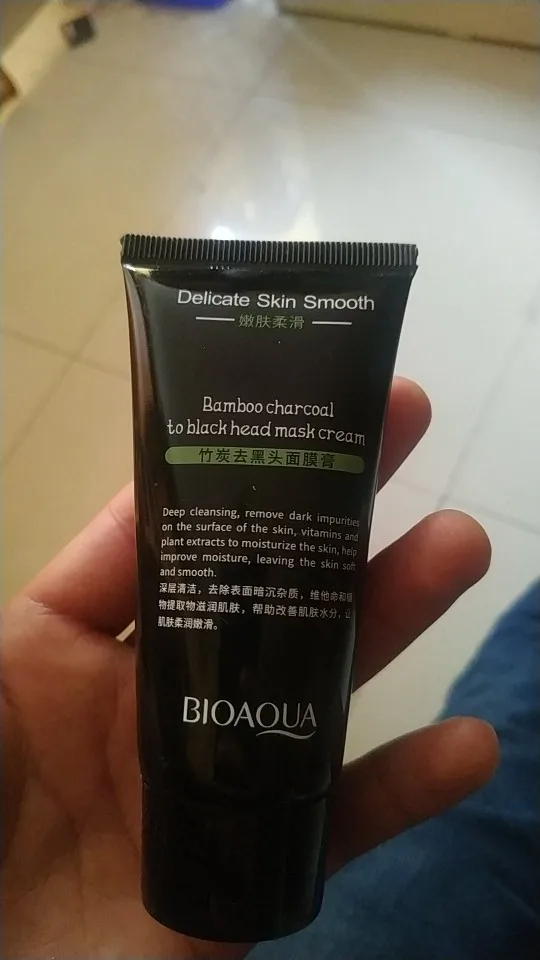 Delicate Skin Smooth
嫩肤柔滑
Bamboo charcoal
to black head mask cream
竹炭去黑头面膜膏
Deep cleansing, remove dark impurities
on the surface of the skin, vitamins and
plant extracts to moisturize the skin, help
improve moisture, leaving the skin soft
and smooth.
深层清洁，去除表面暗沉杂质，维他命和植
物提取物滋润肌肤，帮助改善肌肤水分，让
肌肤柔润嫩滑。
BIOAQUA